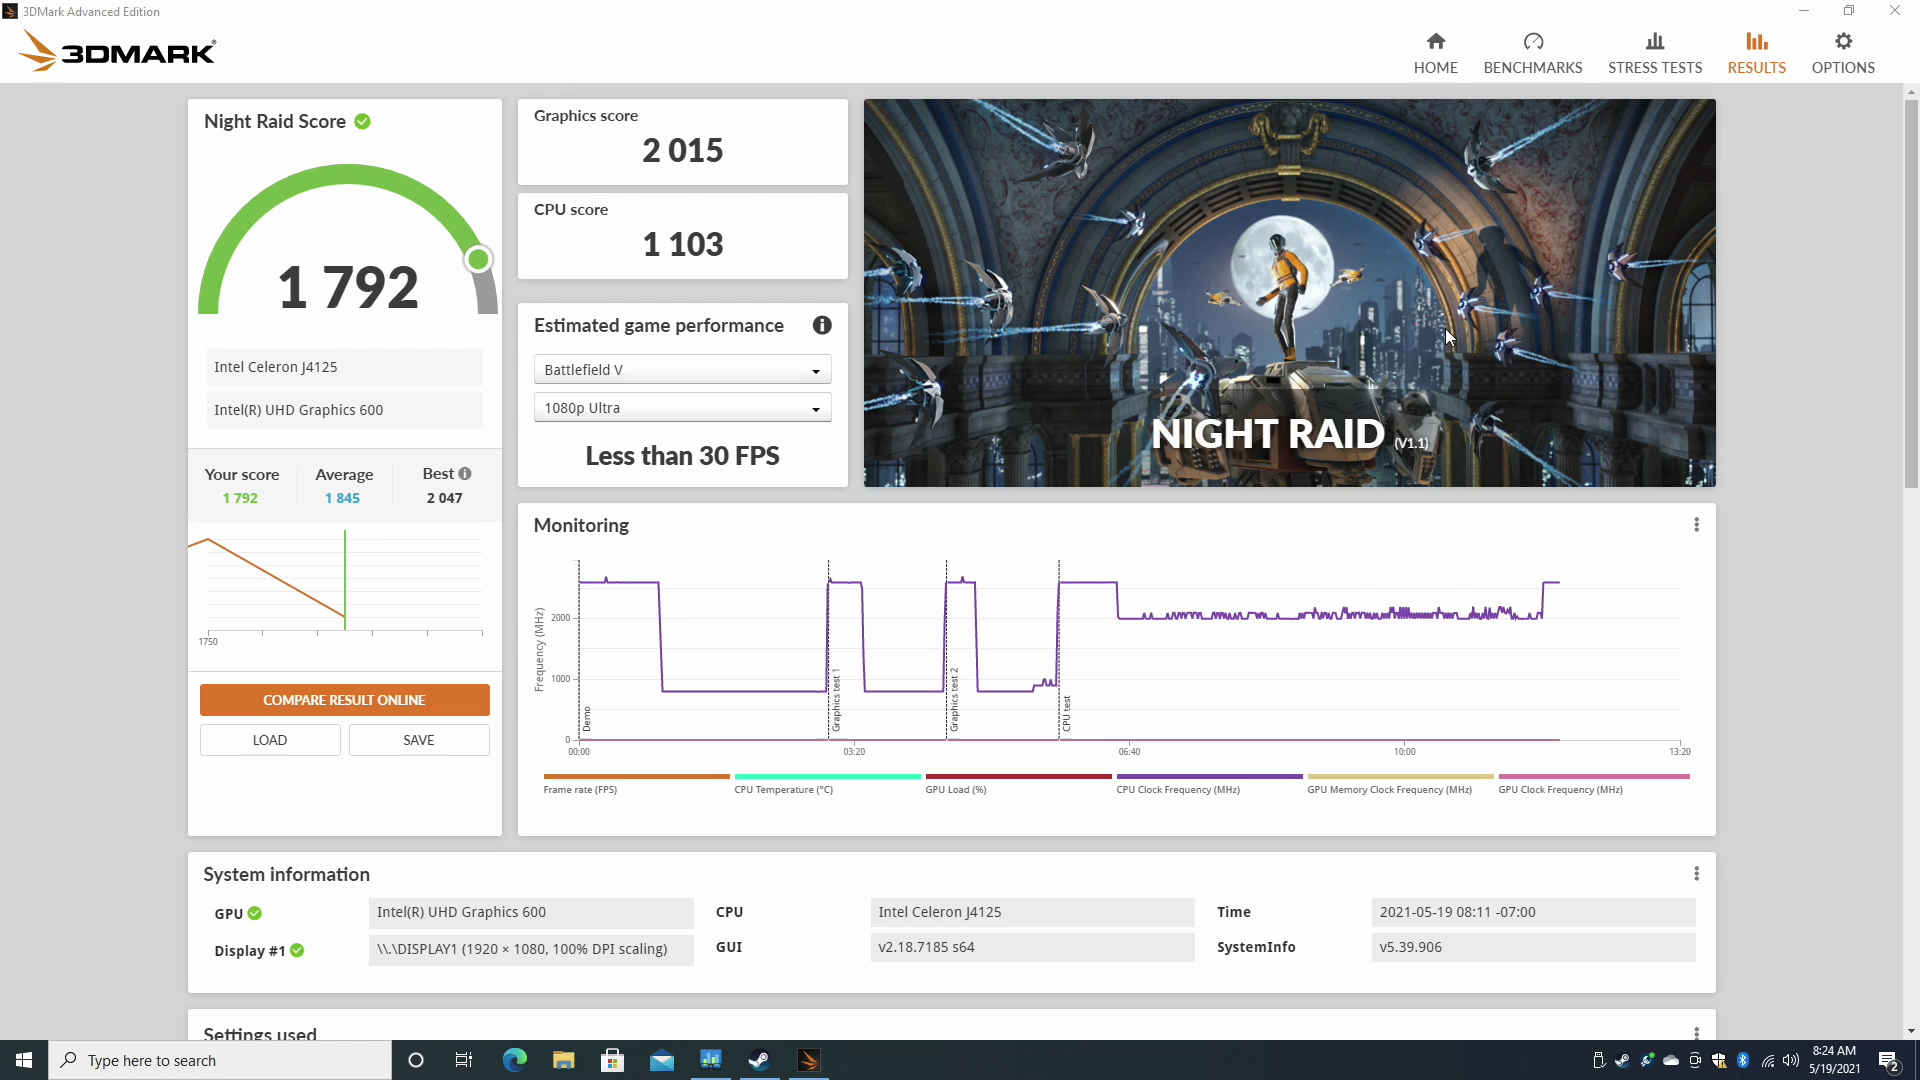 3DMark Advanced Edition
3DMARK®
HOME
BENCHMARKS
STRESS TESTS
RESULTS
OPTIONS
Night Raid Score
1 792
Intel Celeron J4125
Intel(R) UHD Graphics 600
Your score
Average
Best
1 792
1 845
2 047
1750
COMPARE RESULT ONLINE
LOAD
SAVE
Graphics score
2 015
CPU score
1 103
Estimated game performance
Battlefield V
1080p Ultra
Less than 30 FPS
NIGHT RAID (V1.1)
Monitoring
Frequency (MHz)
2000
1000
0
Demo
Graphics test 1
Graphics test 2
CPU test
00:00
03:20
06:40
10:00
13:20
Frame rate (FPS)
CPU Temperature (°C)
GPU Load (%)
CPU Clock Frequency (MHz)
GPU Memory Clock Frequency (MHz)
GPU Clock Frequency (MHz)
System information
GPU
Intel(R) UHD Graphics 600
CPU
Intel Celeron J4125
Time
2021-05-19 08:11 -07:00
Display #1
\\.\DISPLAY1 (1920 × 1080, 100% DPI scaling)
GUI
v2.18.7185 s64
SystemInfo
v5.39.906
Settings used
Type here to search
8:24 AM
5/19/2021
2